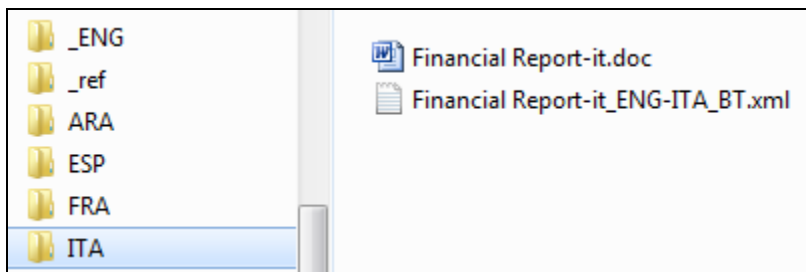 _ENG
_ref
ARA
ESP
FRA
ITA
Financial Report-it.doc
Financial Report-it_ENG-ITA_BT.xml